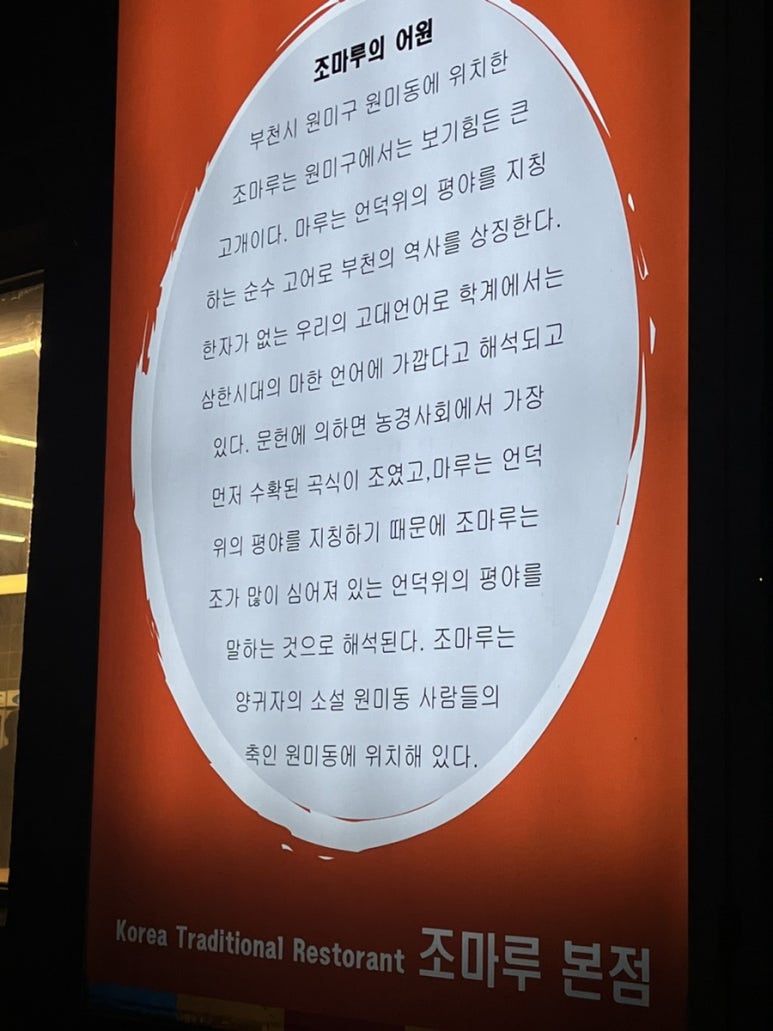 조마루의 어원
부천시 원미구 원미동에 위치한
조마루는 원미구에서는 보기힘든 큰
고개이다. 마루는 언덕위의 평야를 지칭
하는 순수 고어로 부천의 역사를 상징한다.
한자가 없는 우리의 고대언어로 학계에서는
삼한시대의 마한 언어에 가깝다고 해석되고
있다. 문헌에 의하면 농경사회에서 가장
먼저 수확된 곡식이 조였고,마루는 언덕
위의 평야를 지칭하기 때문에 조마루는
조가 많이 심어져 있는 언덕위의 평야를
말하는 것으로 해석된다. 조마루는
양귀자의 소설 원미동 사람들의
축인 원미동에 위치해 있다.
Korea Traditional Restorant 조마루 본점